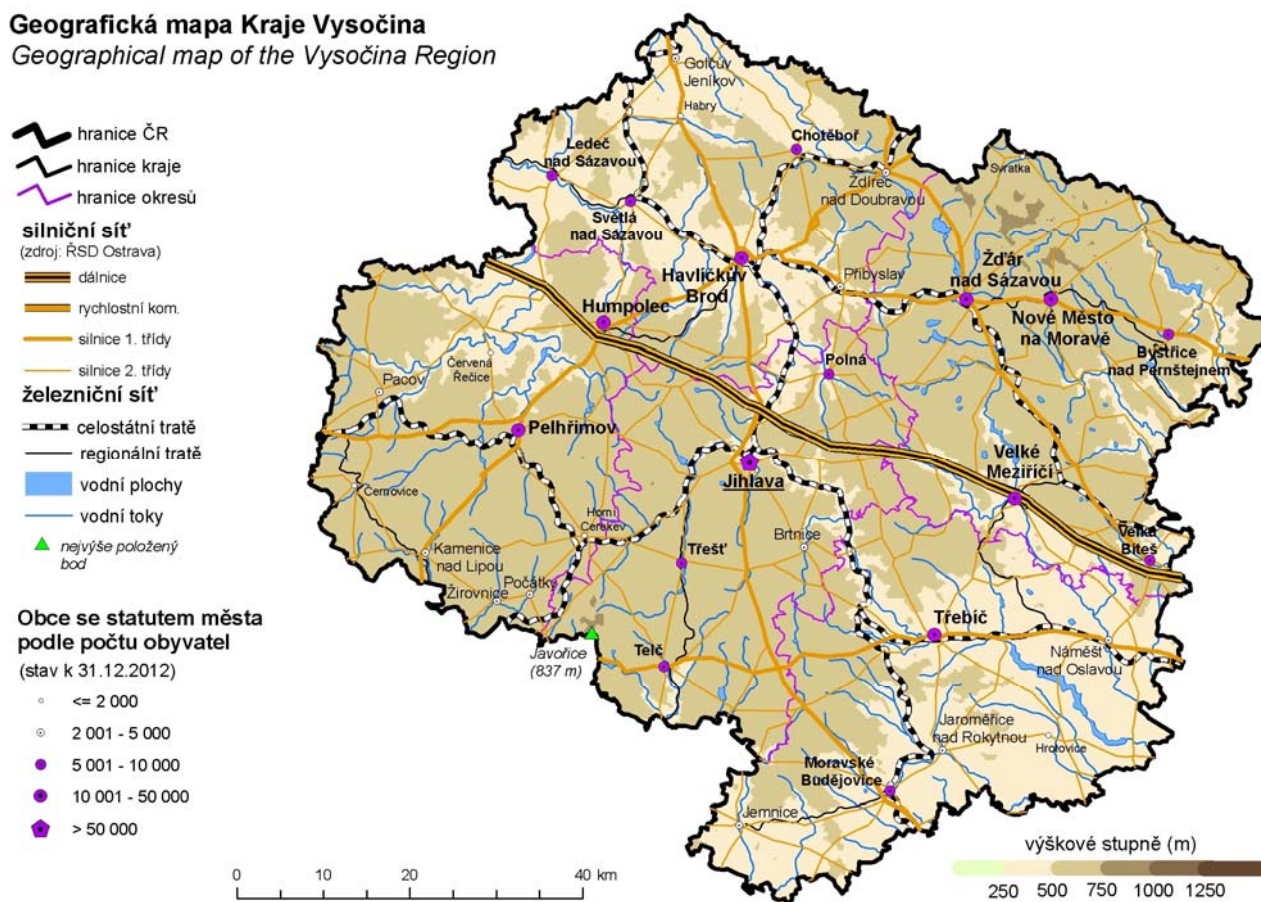 Geografická mapa Kraje Vysočina
Geographical map of the Vysočina Region
hranice ČR
hranice kraje
hranice okresů
silniční síť
(zdroj: ŘSD Ostrava)
dálnice
rychlostní kom.
silnice 1. třídy
silnice 2. třídy
železniční síť
celostátní tratě
regionální tratě
vodní plochy
vodní toky
nejvýše položený
bod
Obce se statutem města
podle počtu obyvatel
(stav k 31.12.2012)
<= 2 000
2 001 - 5 000
5 001 - 10 000
10 001 - 50 000
> 50 000
Golčův
Jeníkov
Habry
Chotěboř
Ledeč
nad Sázavou
Ždírec
nad Doubravou
Svratka
Světlá
nad Sázavou
Havlíčkův
Brod
Přibyslav
Žďár
nad Sázavou
Humpolec
Nové Město
na Moravě
Bystřice
nad Pernštejnem
Polná
Červená
Řečice
Pacov
Pelhřimov
Velké
Meziříčí
Jihlava
Černovice
Horní
Cerekev
Brtnice
Velká
Bíteš
Kamenice
nad Lipou
Třešť
Počátky
Žirovnice
Třebíč
Javořice
(837 m)
Telč
Náměšť
nad Oslavou
Jaroměřice
nad Rokytnou
Hrotovice
Moravské
Budějovice
Jemnice
výškové stupně (m)
250 500 750 1000 1250
0 10 20 40 km